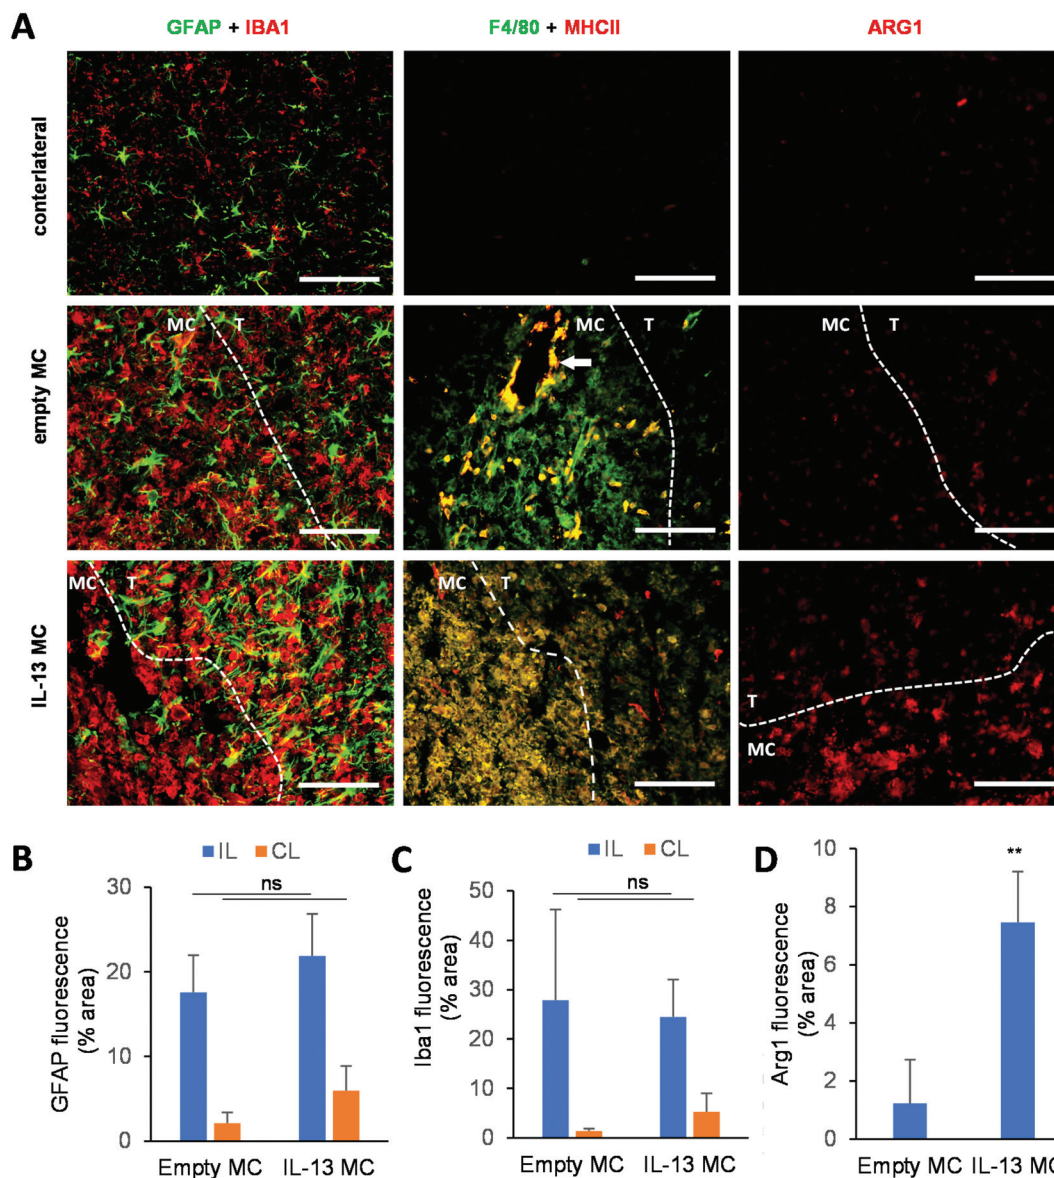 A
GFAP + IBA1
F4/80 + MHCII
ARG1
conterlateral
empty MC
MC T
MC T
MC T
IL-13 MC
MC T
MC T
T
MC
B
IL CL
ns
GFAP fluorescence
(% area)
30
20
10
0
Empty MC IL-13 MC
C
IL CL
ns
Iba1 fluorescence
(% area)
50
40
30
20
10
0
Empty MC IL-13 MC
D
**
Arg1 fluorescence
(% area)
10
8
6
4
2
0
Empty MC IL-13 MC